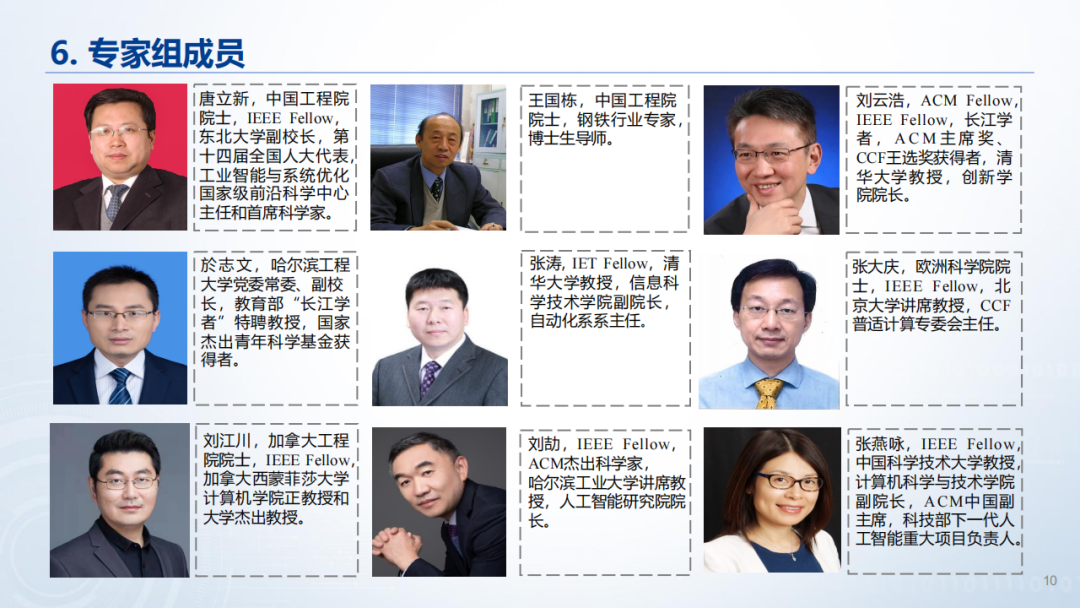 6. 专家组成员
唐立新，中国工程院
院士，IEEE Fellow，
东北大学副校长，第
十四届全国人大代表，
工业智能与系统优化
国家级前沿科学中心
主任和首席科学家。
王国栋，中国工程院
院士，钢铁行业专家，
博士生导师。
刘云浩，ACM Fellow,
IEEE Fellow，长江学
者，ACM主席奖、
CCF王选奖获得者，清
华大学教授，创新学
院院长。
於志文，哈尔滨工程
大学党委常委、副校
长，教育部“长江学
者”特聘教授，国家
杰出青年科学基金获
得者。
张涛, IET Fellow，清
华大学教授，信息科
学技术学院副院长，
自动化系系主任。
张大庆，欧洲科学院院
士，IEEE Fellow，北
京大学讲席教授，CCF
普适计算专委会主任。
刘江川，加拿大工程
院院士，IEEE Fellow,
加拿大西蒙菲莎大学
计算机学院正教授和
大学杰出教授。
刘劼，IEEE Fellow，
ACM杰出科学家，
哈尔滨工业大学讲席教
授，人工智能研究院院
长。
张燕咏，IEEE Fellow，
中国科学技术大学教授，
计算机科学与技术学院
副院长，ACM中国副
主席，科技部下一代人
工智能重大项目负责人。
10